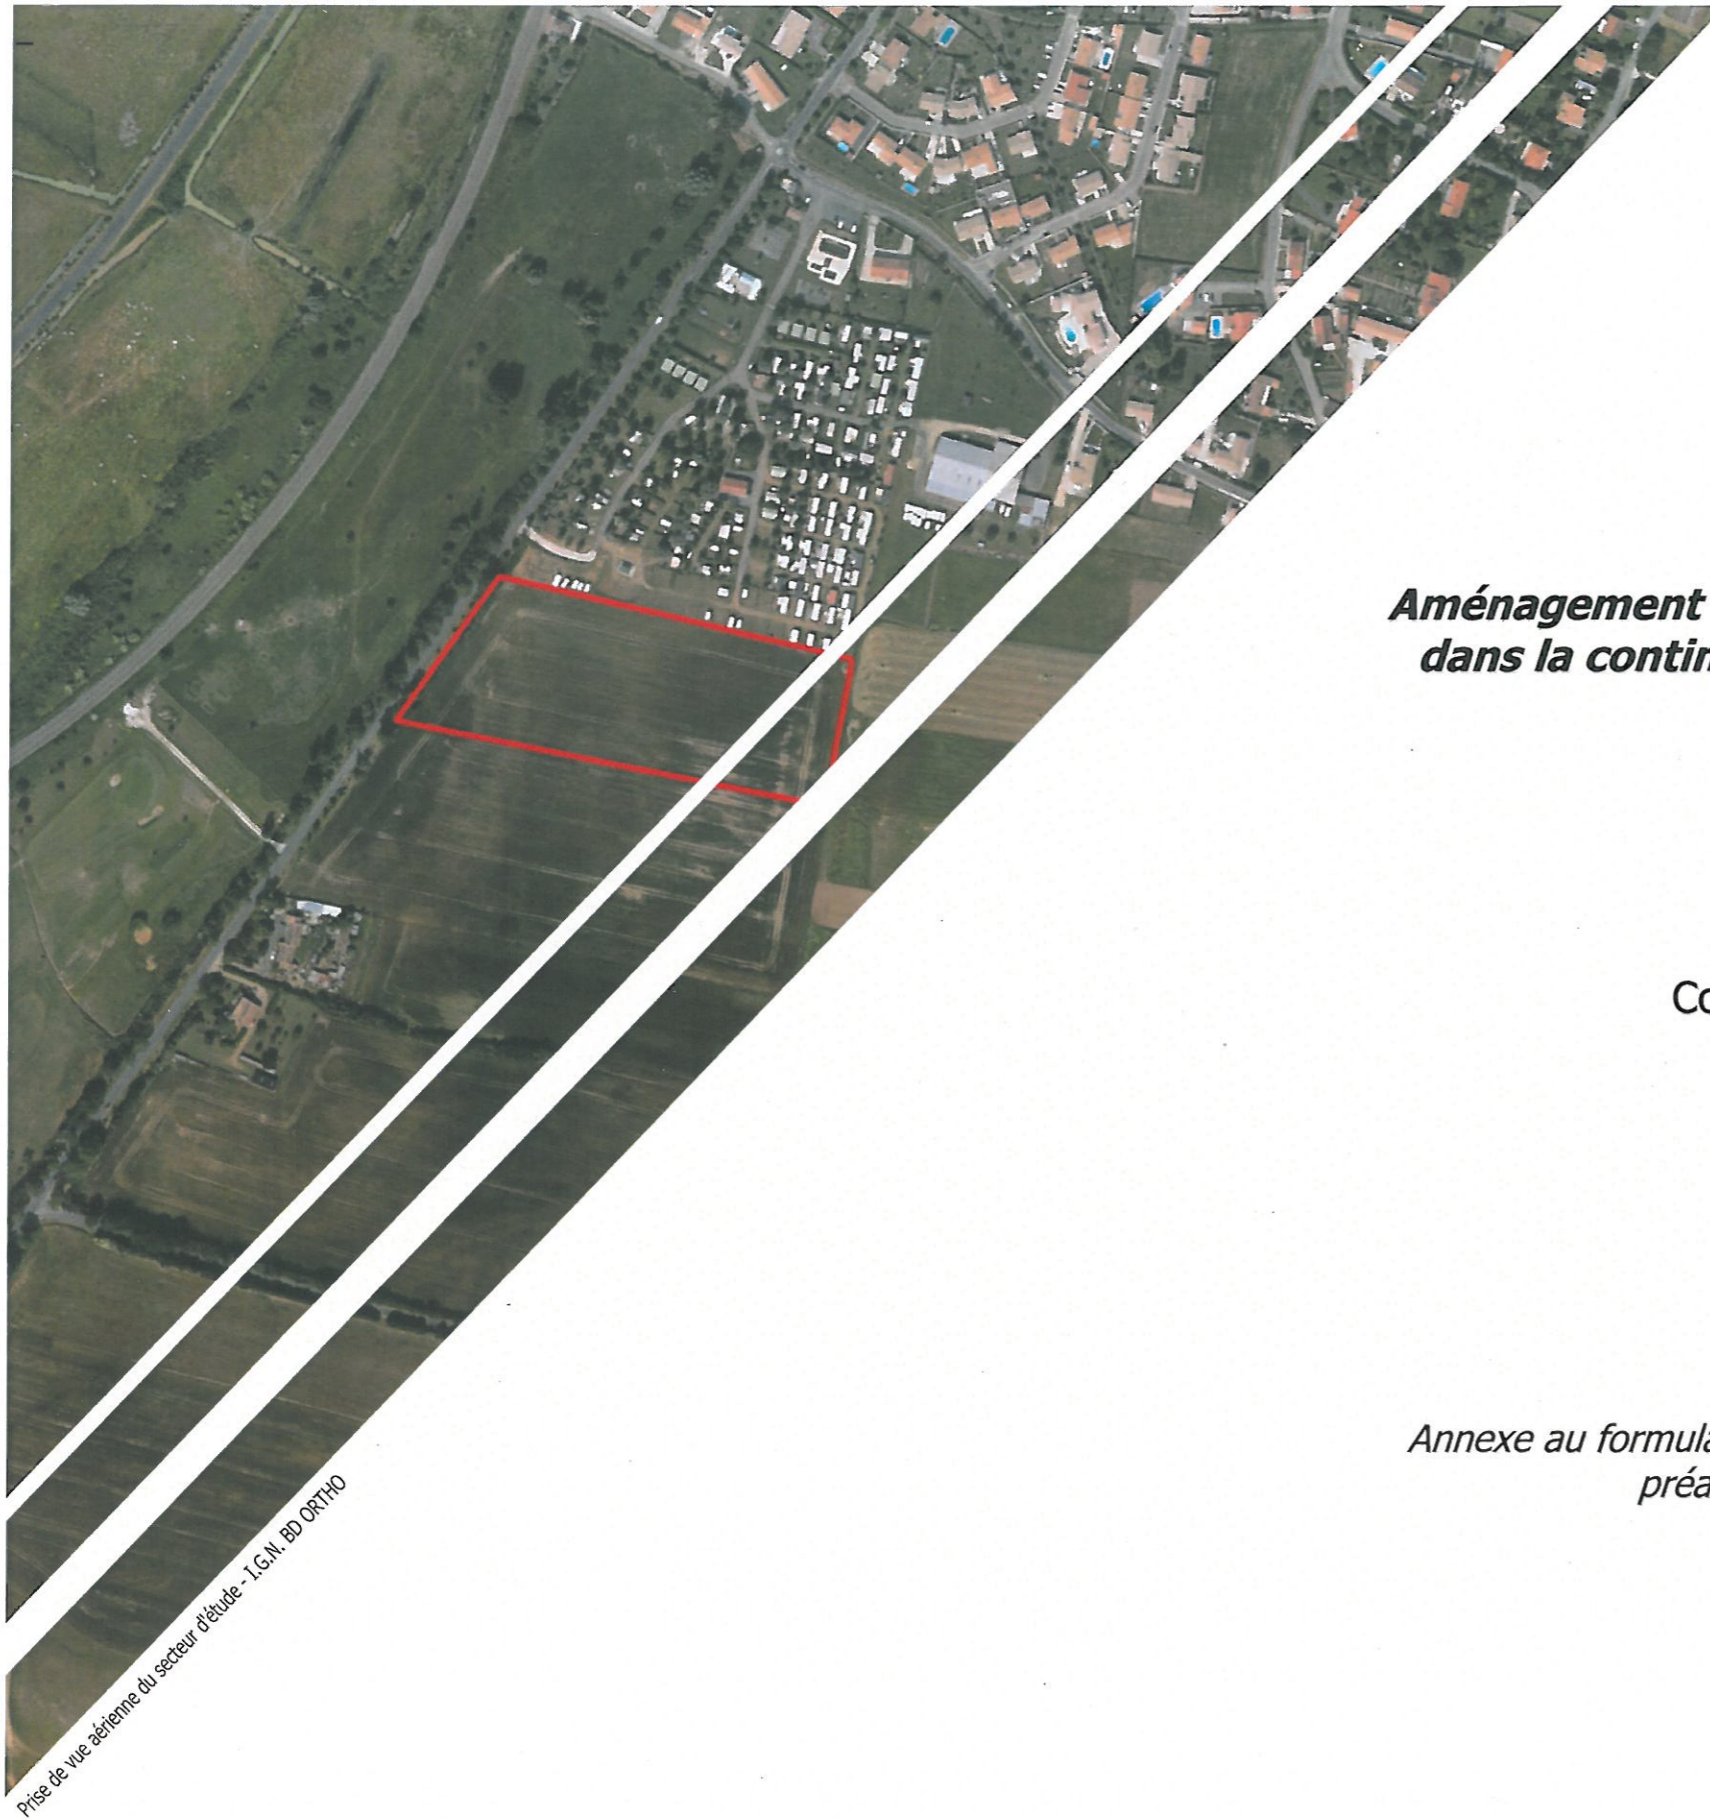 Aménagement
dans la contin
Co
Annexe au formula
préa
Prise de vue aérienne du secteur d'étude - I.G.N. BD ORTHO